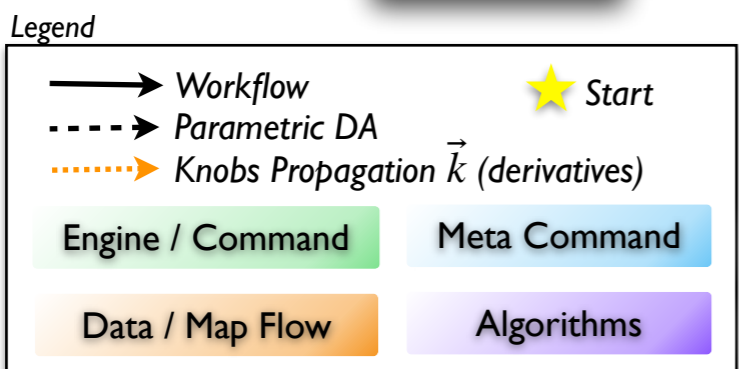 Legend
Workflow
Start
Parametric DA
Knobs Propagation k⃗ (derivatives)
Engine / Command
Meta Command
Data / Map Flow
Algorithms